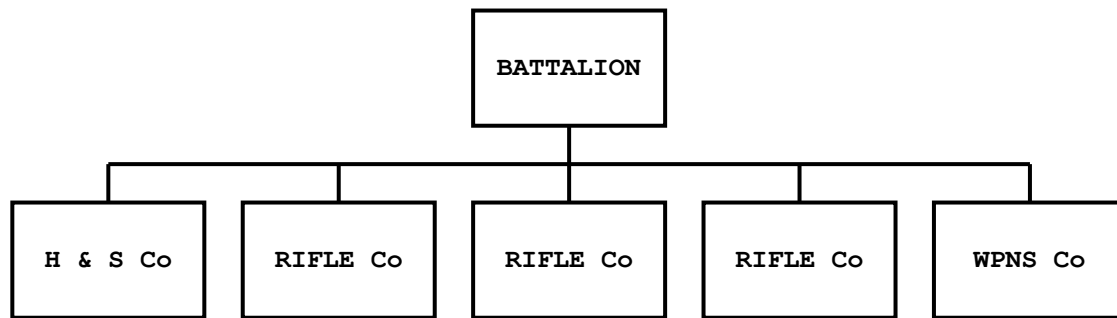 BATTALION
H & S Co
RIFLE Co
RIFLE Co
RIFLE Co
WPNS Co